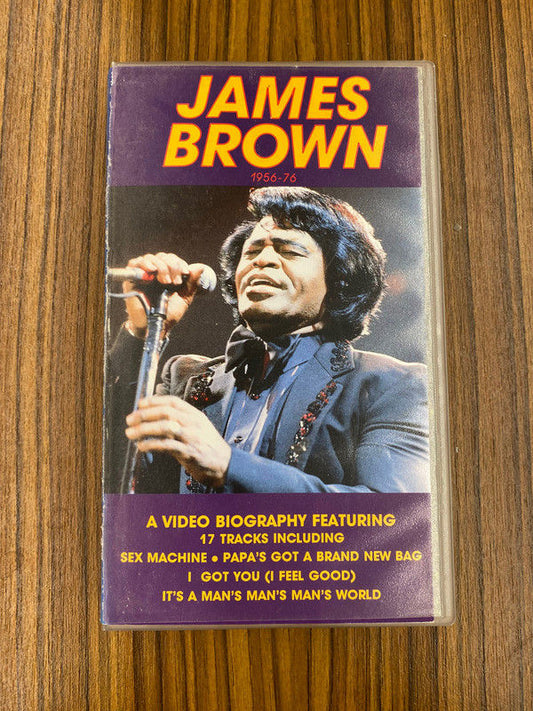 JAMES
BROWN
1956-76
A VIDEO BIOGRAPHY FEATURING
17 TRACKS INCLUDING
SEX MACHINE • PAPA'S GOT A BRAND NEW BAG
I GOT YOU (I FEEL GOOD)
IT'S A MAN'S MAN'S MAN'S WORLD